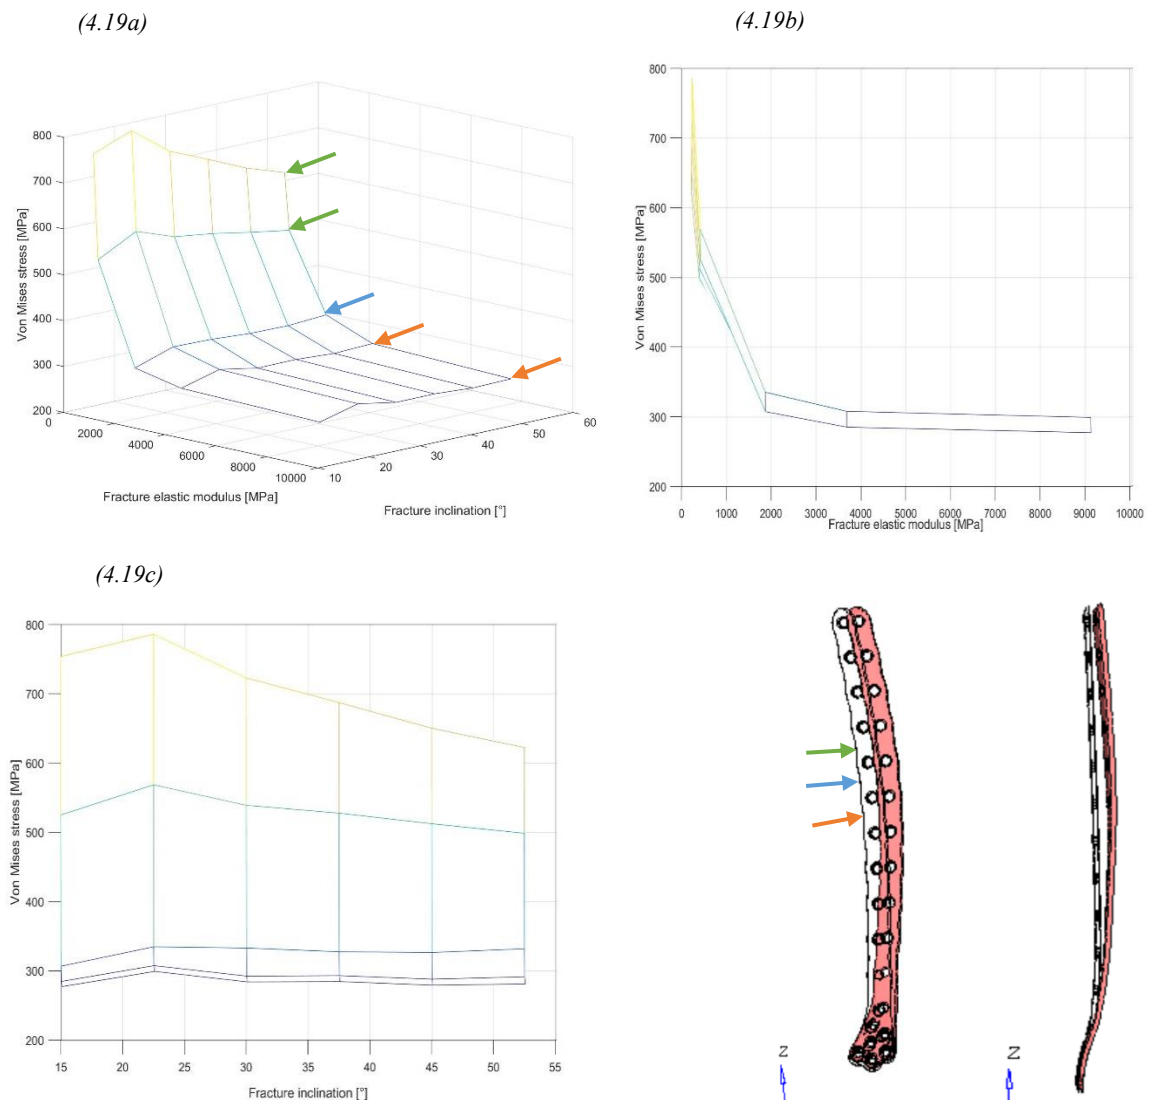 (4.19a)
800
700
600
500
400
300
200
Von Mises stress [MPa]
0
2000
4000
6000
8000
10000
Fracture elastic modulus [MPa]
10
20
30
40
50
60
Fracture inclination [°]
(4.19b)
800
700
600
500
400
300
200
Von Mises stress [MPa]
0 1000 2000 3000 4000 5000 6000 7000 8000 9000 10000
Fracture elastic modulus [MPa]
(4.19c)
800
700
600
500
400
300
200
Von Mises stress [MPa]
15 20 25 30 35 40 45 50 55
Fracture inclination [°]
Z
Z